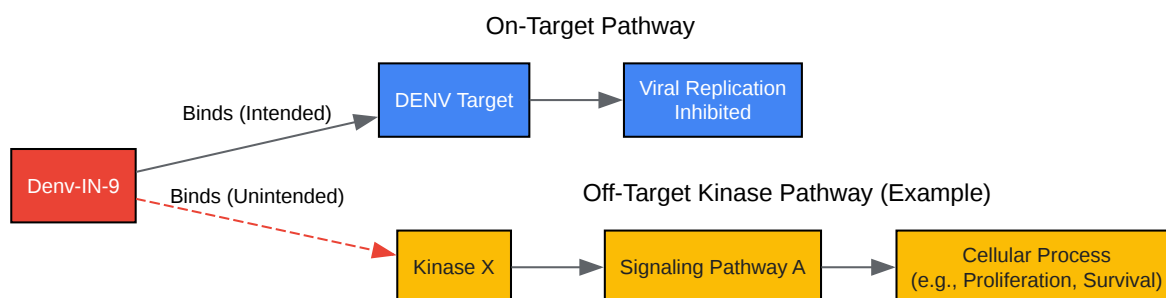 On-Target Pathway
Binds (Intended)
DENV Target
Viral Replication
Inhibited
Denv-IN-9
Binds (Unintended)
Off-Target Kinase Pathway (Example)
Kinase X
Signaling Pathway A
Cellular Process
(e.g., Proliferation, Survival)